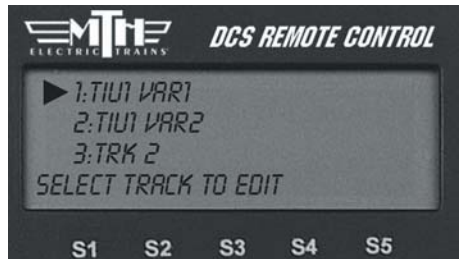 MTH
ELECTRIC TRAINS
DCS REMOTE CONTROL
1:TIU1 VAR1
2:TIU1 VAR2
3:TRK 2
SELECT TRACK TO EDIT
S1 S2 S3 S4 S5